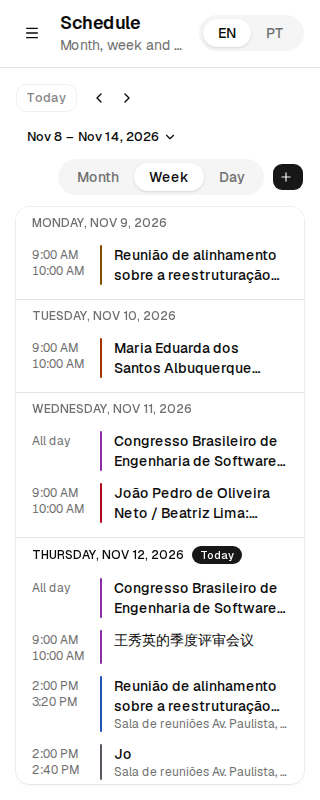 Schedule
Month, week and …
EN
PT
Today
Nov 8 – Nov 14, 2026
Month
Week
Day
MONDAY, NOV 9, 2026
9:00 AM
10:00 AM
Reunião de alinhamento
sobre a reestruturação…
TUESDAY, NOV 10, 2026
9:00 AM
10:00 AM
Maria Eduarda dos
Santos Albuquerque…
WEDNESDAY, NOV 11, 2026
All day
Congresso Brasileiro de
Engenharia de Software…
9:00 AM
10:00 AM
João Pedro de Oliveira
Neto / Beatriz Lima:…
THURSDAY, NOV 12, 2026
Today
All day
Congresso Brasileiro de
Engenharia de Software…
9:00 AM
10:00 AM
王秀英的季度评审会议
2:00 PM
3:20 PM
Reunião de alinhamento
sobre a reestruturação…
Sala de reuniões Av. Paulista, …
2:00 PM
2:40 PM
Jo
Sala de reuniões Av. Paulista, …